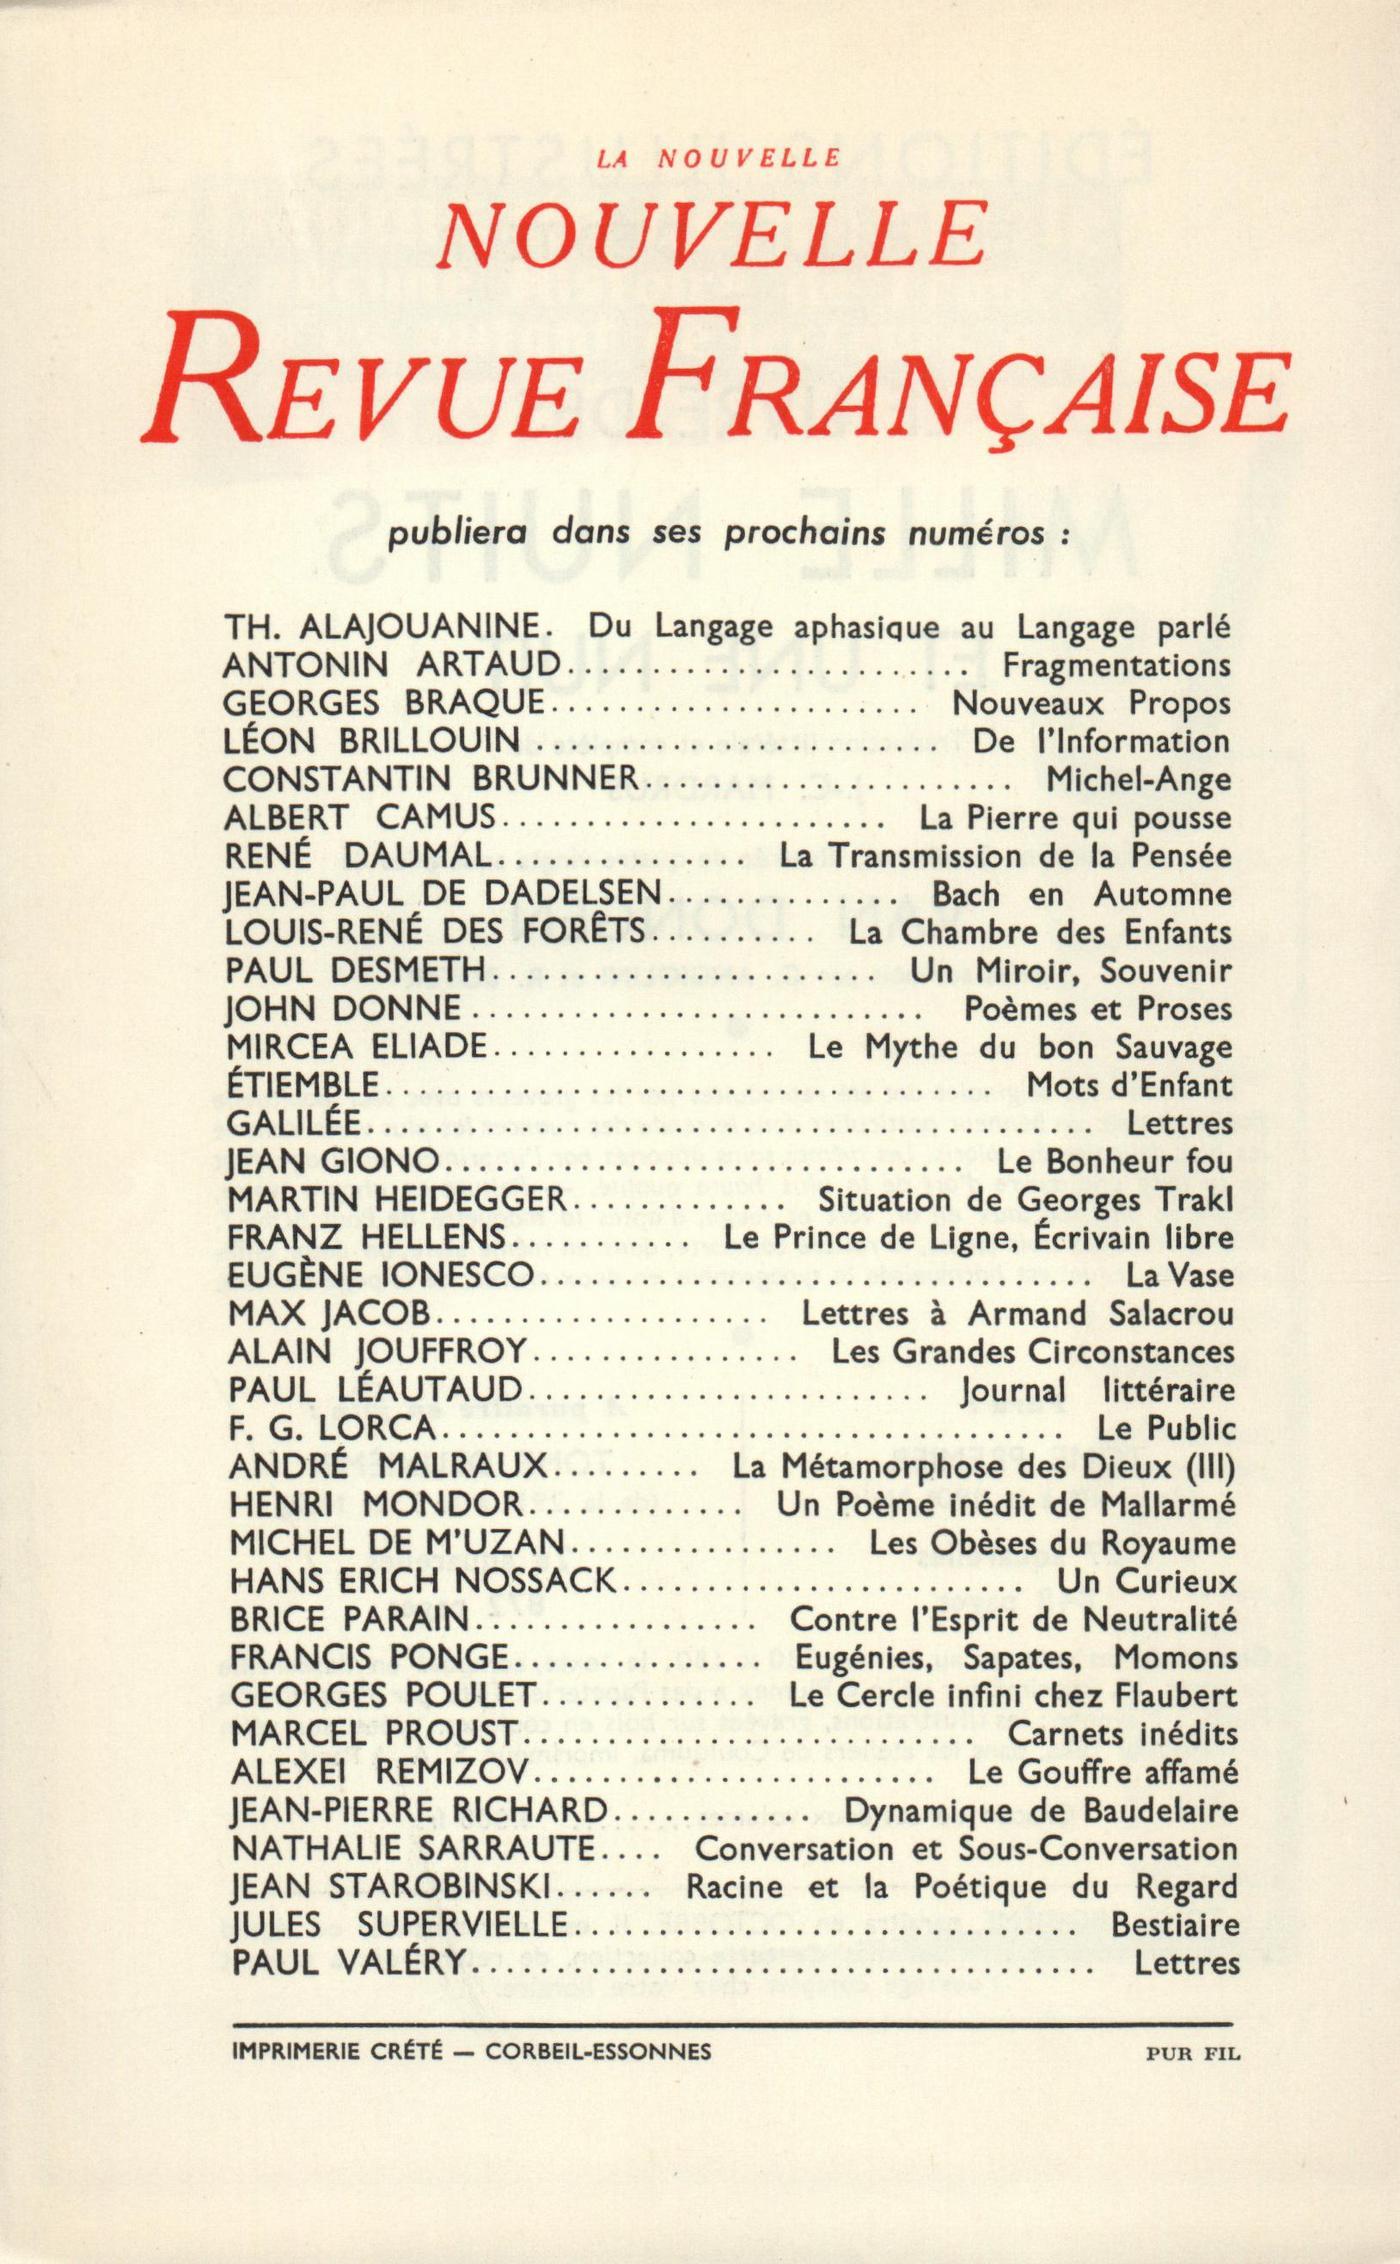 LA NOUVELLE
NOUVELLE
REVUE FRANÇAISE
publiera dans ses prochains numéros :
TH. ALAJOUANINE. Du Langage aphasique au Langage parlé
ANTONIN ARTAUD........................ Fragmentations
GEORGES BRAQUE...................... Nouveaux Propos
LÉON BRILLOUIN ........................ De l'Information
CONSTANTIN BRUNNER...................... Michel-Ange
ALBERT CAMUS....................... La Pierre qui pousse
RENÉ DAUMAL............... La Transmission de la Pensée
JEAN-PAUL DE DADELSEN.............. Bach en Automne
LOUIS-RENÉ DES FORÊTS.......... La Chambre des Enfants
PAUL DESMETH....................... Un Miroir, Souvenir
JOHN DONNE ........................... Poèmes et Proses
MIRCEA ELIADE................. Le Mythe du bon Sauvage
ÉTIEMBLE.................................... Mots d'Enfant
GALILÉE........................................... Lettres
JEAN GIONO............................... Le Bonheur fou
MARTIN HEIDEGGER............. Situation de Georges Trakl
FRANZ HELLENS........... Le Prince de Ligne, Écrivain libre
EUGÈNE IONESCO................................. La Vase
MAX JACOB.................... Lettres à Armand Salacrou
ALAIN JOUFFROY................ Les Grandes Circonstances
PAUL LÉAUTAUD........................ Journal littéraire
F. G. LORCA..................................... Le Public
ANDRÉ MALRAUX......... La Métamorphose des Dieux (III)
HENRI MONDOR............. Un Poème inédit de Mallarmé
MICHEL DE M'UZAN................ Les Obèses du Royaume
HANS ERICH NOSSACK........................ Un Curieux
BRICE PARAIN................. Contre l'Esprit de Neutralité
FRANCIS PONGE............... Eugénies, Sapates, Momons
GEORGES POULET............. Le Cercle infini chez Flaubert
MARCEL PROUST........................... Carnets inédits
ALEXEI REMIZOV........................ Le Gouffre affamé
JEAN-PIERRE RICHARD............ Dynamique de Baudelaire
NATHALIE SARRAUTE.... Conversation et Sous-Conversation
JEAN STAROBINSKI...... Racine et la Poétique du Regard
JULES SUPERVIELLE.............................. Bestiaire
PAUL VALÉRY..................................... Lettres
IMPRIMERIE CRÉTÉ — CORBEIL-ESSONNES PUR FIL